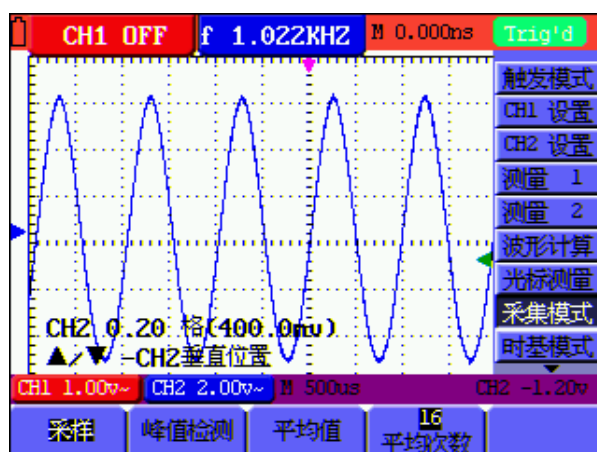 CH1 OFF f 1.022KHZ M 0.000ns Trig'd
触发模式
CH1 设置
CH2 设置
测量 1
测量 2
波形计算
光标测量
采集模式
时基模式
CH2 0.20 格(400.0mv)
▲/▼ -CH2垂直位置
CH1 1.00v~ CH2 2.00v~ M 500us CH2 -1.20v
采样 峰值检测 平均值 16
平均次数